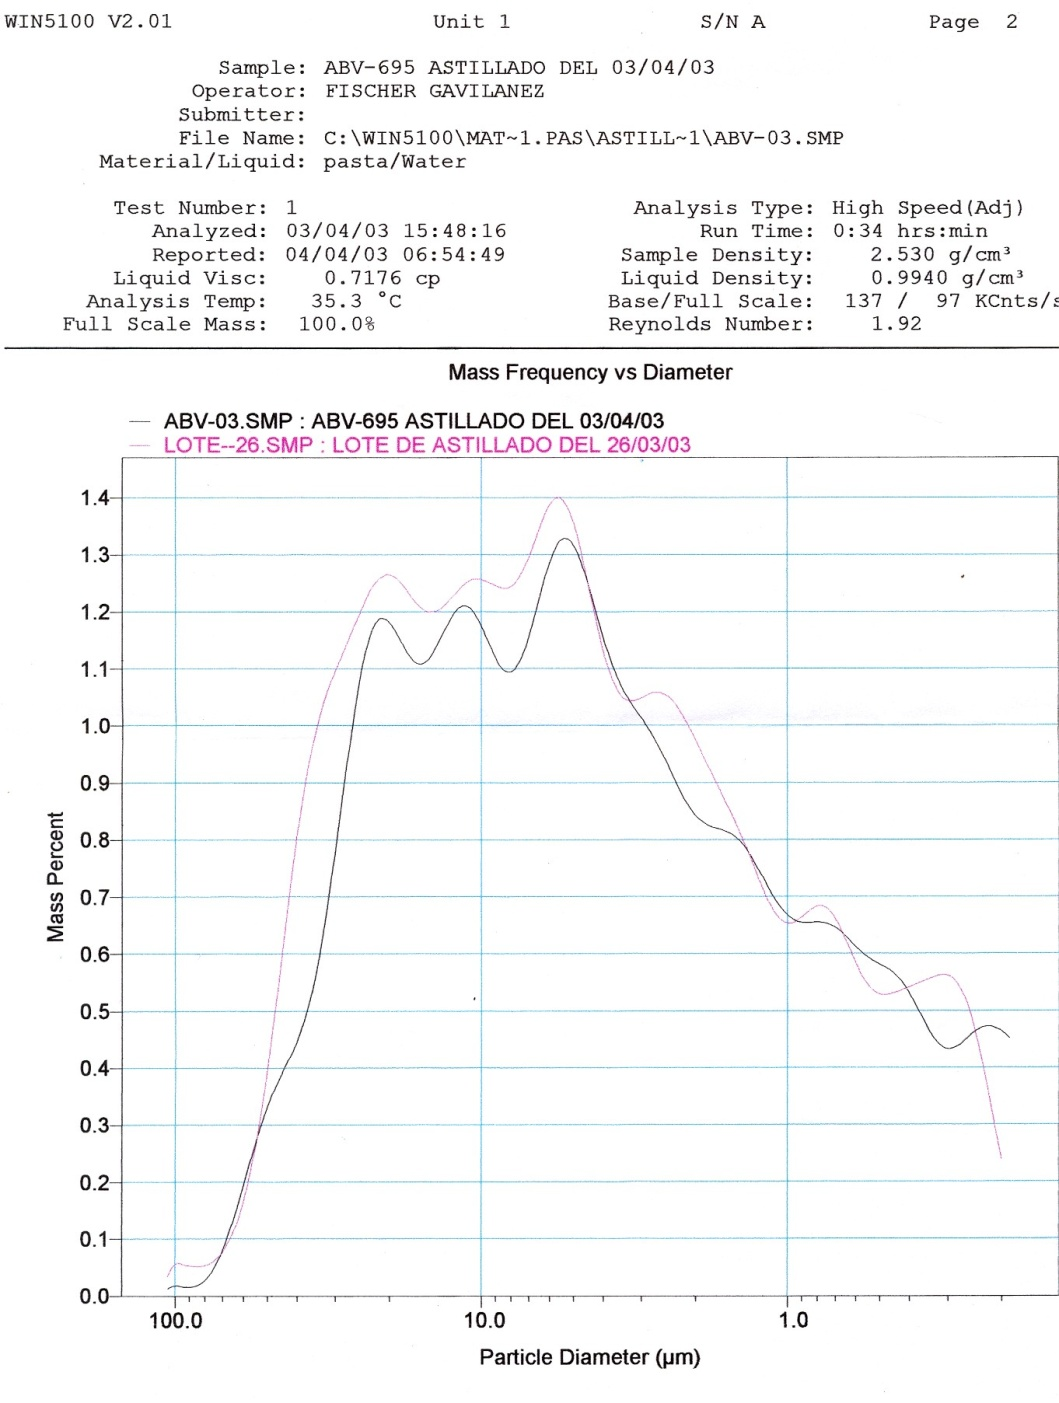 WIN5100 V2.01 Unit 1 S/N A Page 2
Sample: ABV-695 ASTILLADO DEL 03/04/03
Operator: FISCHER GAVILANEZ
Submitter:
File Name: C:\WIN5100\MAT~1.PAS\ASTILL~1\ABV-03.SMP
Material/Liquid: pasta/Water
Test Number: 1 Analysis Type: High Speed(Adj)
Analyzed: 03/04/03 15:48:16 Run Time: 0:34 hrs:min
Reported: 04/04/03 06:54:49 Sample Density: 2.530 g/cm³
Liquid Visc: 0.7176 cp Liquid Density: 0.9940 g/cm³
Analysis Temp: 35.3 °C Base/Full Scale: 137 / 97 KCnts/s
Full Scale Mass: 100.0% Reynolds Number: 1.92
Mass Frequency vs Diameter
ABV-03.SMP : ABV-695 ASTILLADO DEL 03/04/03
LOTE--26.SMP : LOTE DE ASTILLADO DEL 26/03/03
1.4
1.3
1.2
1.1
1.0
0.9
0.8
0.7
0.6
0.5
0.4
0.3
0.2
0.1
0.0
Mass Percent
100.0 10.0 1.0
Particle Diameter (µm)